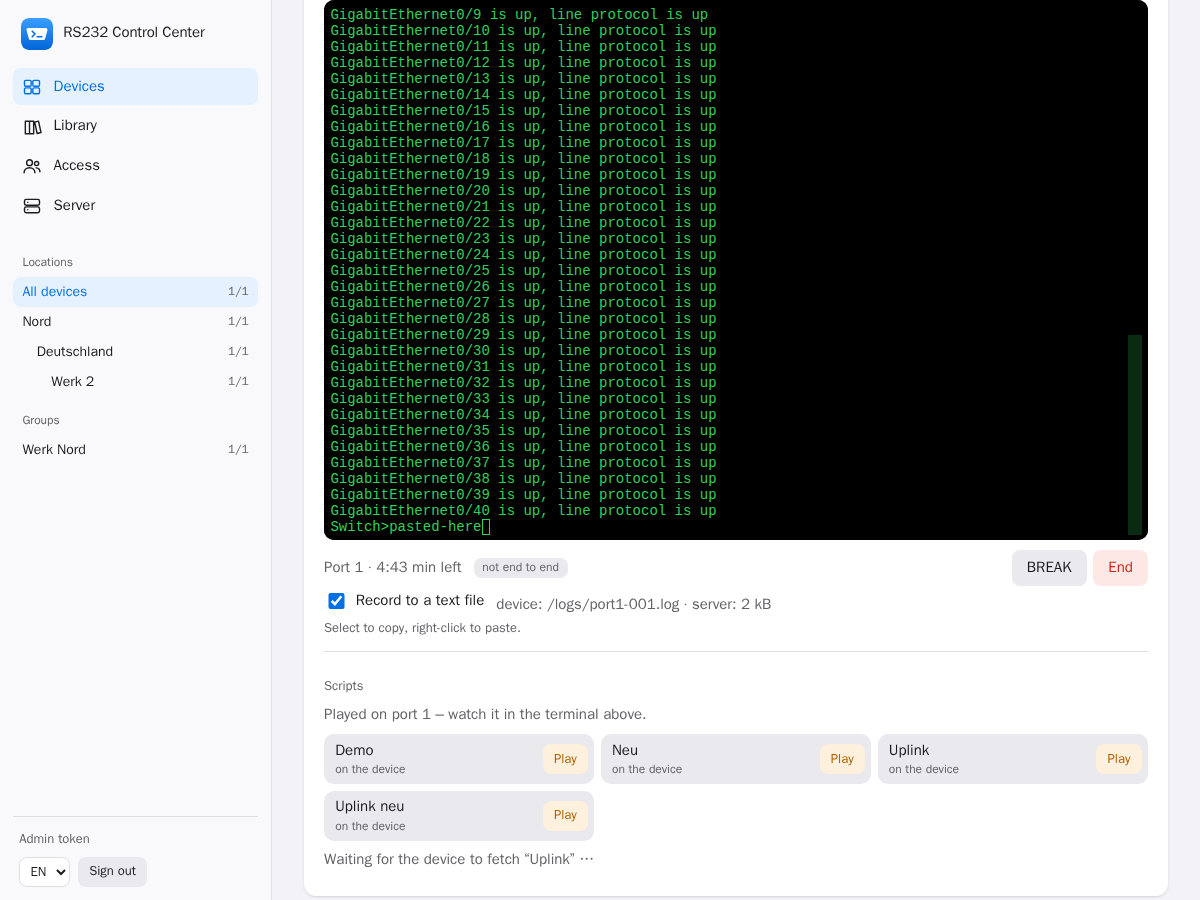 RS232 Control Center
Devices
Library
Access
Server
Locations
All devices 1/1
Nord 1/1
Deutschland 1/1
Werk 2 1/1
Groups
Werk Nord 1/1
Admin token
EN Sign out
GigabitEthernet0/9 is up, line protocol is up
GigabitEthernet0/10 is up, line protocol is up
GigabitEthernet0/11 is up, line protocol is up
GigabitEthernet0/12 is up, line protocol is up
GigabitEthernet0/13 is up, line protocol is up
GigabitEthernet0/14 is up, line protocol is up
GigabitEthernet0/15 is up, line protocol is up
GigabitEthernet0/16 is up, line protocol is up
GigabitEthernet0/17 is up, line protocol is up
GigabitEthernet0/18 is up, line protocol is up
GigabitEthernet0/19 is up, line protocol is up
GigabitEthernet0/20 is up, line protocol is up
GigabitEthernet0/21 is up, line protocol is up
GigabitEthernet0/22 is up, line protocol is up
GigabitEthernet0/23 is up, line protocol is up
GigabitEthernet0/24 is up, line protocol is up
GigabitEthernet0/25 is up, line protocol is up
GigabitEthernet0/26 is up, line protocol is up
GigabitEthernet0/27 is up, line protocol is up
GigabitEthernet0/28 is up, line protocol is up
GigabitEthernet0/29 is up, line protocol is up
GigabitEthernet0/30 is up, line protocol is up
GigabitEthernet0/31 is up, line protocol is up
GigabitEthernet0/32 is up, line protocol is up
GigabitEthernet0/33 is up, line protocol is up
GigabitEthernet0/34 is up, line protocol is up
GigabitEthernet0/35 is up, line protocol is up
GigabitEthernet0/36 is up, line protocol is up
GigabitEthernet0/37 is up, line protocol is up
GigabitEthernet0/38 is up, line protocol is up
GigabitEthernet0/39 is up, line protocol is up
GigabitEthernet0/40 is up, line protocol is up
Switch>pasted-here
Port 1 · 4:43 min left not end to end BREAK End
Record to a text file device: /logs/port1-001.log · server: 2 kB
Select to copy, right-click to paste.
Scripts
Played on port 1 — watch it in the terminal above.
Demo
on the device
Play
Neu
on the device
Play
Uplink
on the device
Play
Uplink neu
on the device
Play
Waiting for the device to fetch “Uplink” ⋯